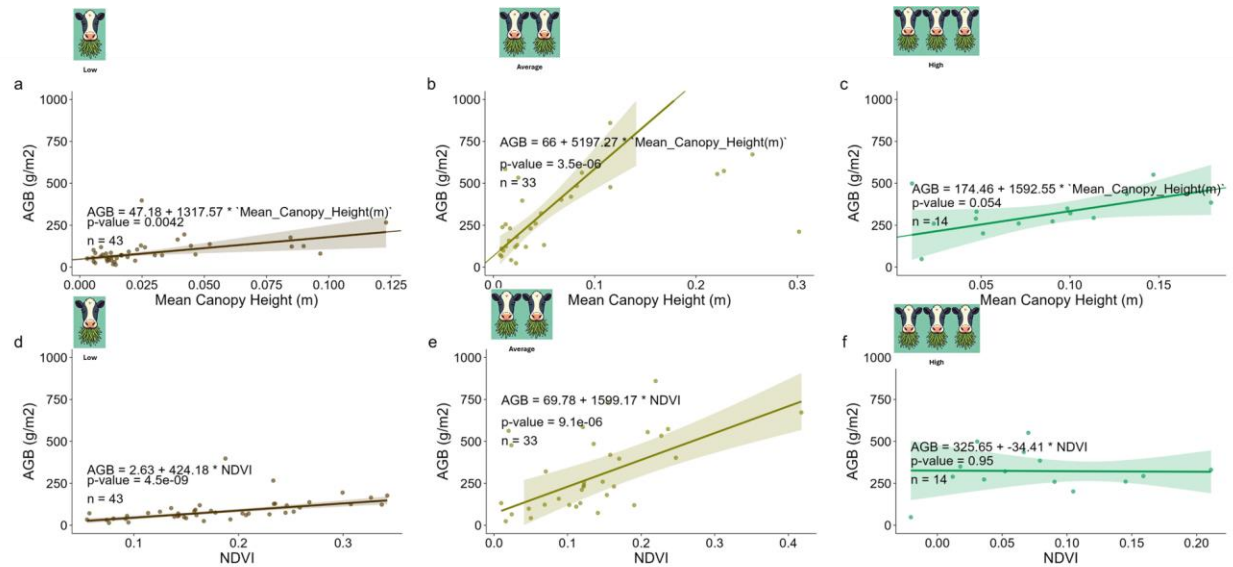 Low
Average
High
a
b
c
1000
750
500
250
0
AGB (g/m2)
AGB = 47.18 + 1317.57 * `Mean_Canopy_Height(m)`
p-value = 0.0042
n = 43
0.000 0.025 0.050 0.075 0.100 0.125
Mean Canopy Height (m)
1000
750
500
250
0
AGB (g/m2)
AGB = 66 + 5197.27 * `Mean_Canopy_Height(m)`
p-value = 3.5e-06
n = 33
0.0 0.1 0.2 0.3
Mean Canopy Height (m)
1000
750
500
250
0
AGB (g/m2)
AGB = 174.46 + 1592.55 * `Mean_Canopy_Height(m)`
p-value = 0.054
n = 14
0.05 0.10 0.15
Mean Canopy Height (m)
Low
Average
High
d
e
f
1000
750
500
250
0
AGB (g/m2)
AGB = 2.63 + 424.18 * NDVI
p-value = 4.5e-09
n = 43
0.1 0.2 0.3
NDVI
1000
750
500
250
0
AGB (g/m2)
AGB = 69.78 + 1599.17 * NDVI
p-value = 9.1e-06
n = 33
0.0 0.1 0.2 0.3 0.4
NDVI
1000
750
500
250
0
AGB (g/m2)
AGB = 325.65 + -34.41 * NDVI
p-value = 0.95
n = 14
0.00 0.05 0.10 0.15 0.20
NDVI